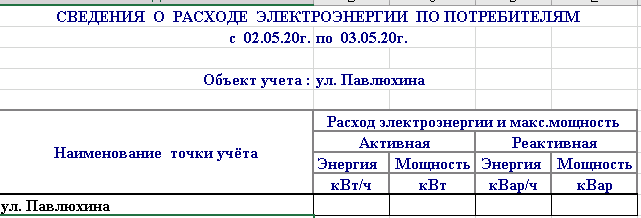 СВЕДЕНИЯ О РАСХОДЕ ЭЛЕКТРОЭНЕРГИИ ПО ПОТРЕБИТЕЛЯМ
с 02.05.20г. по 03.05.20г.
Объект учета : ул. Павлюхина
Наименование точки учёта
Расход электроэнергии и макс.мощность
Активная Реактивная
Энергия Мощность Энергия Мощность
кВт/ч кВт кВар/ч кВар
ул. Павлюхина